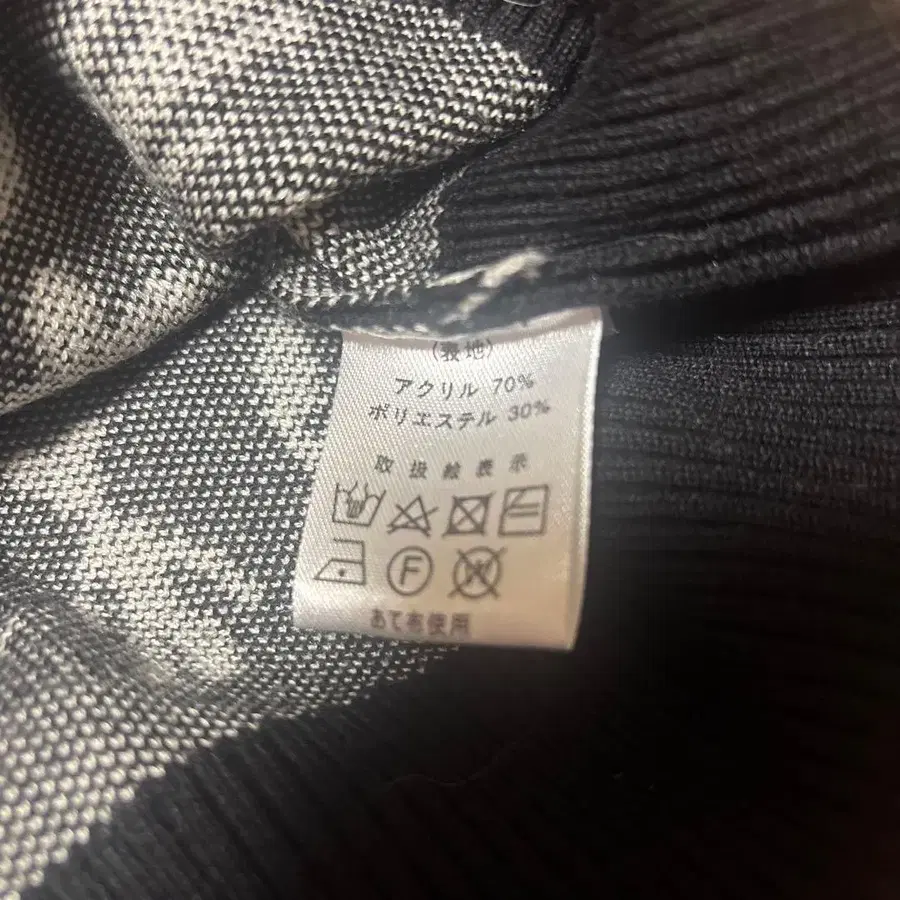 (表地)
アクリル 70%
ポリエステル 30%
取扱絵表示
F
W
あて布使用